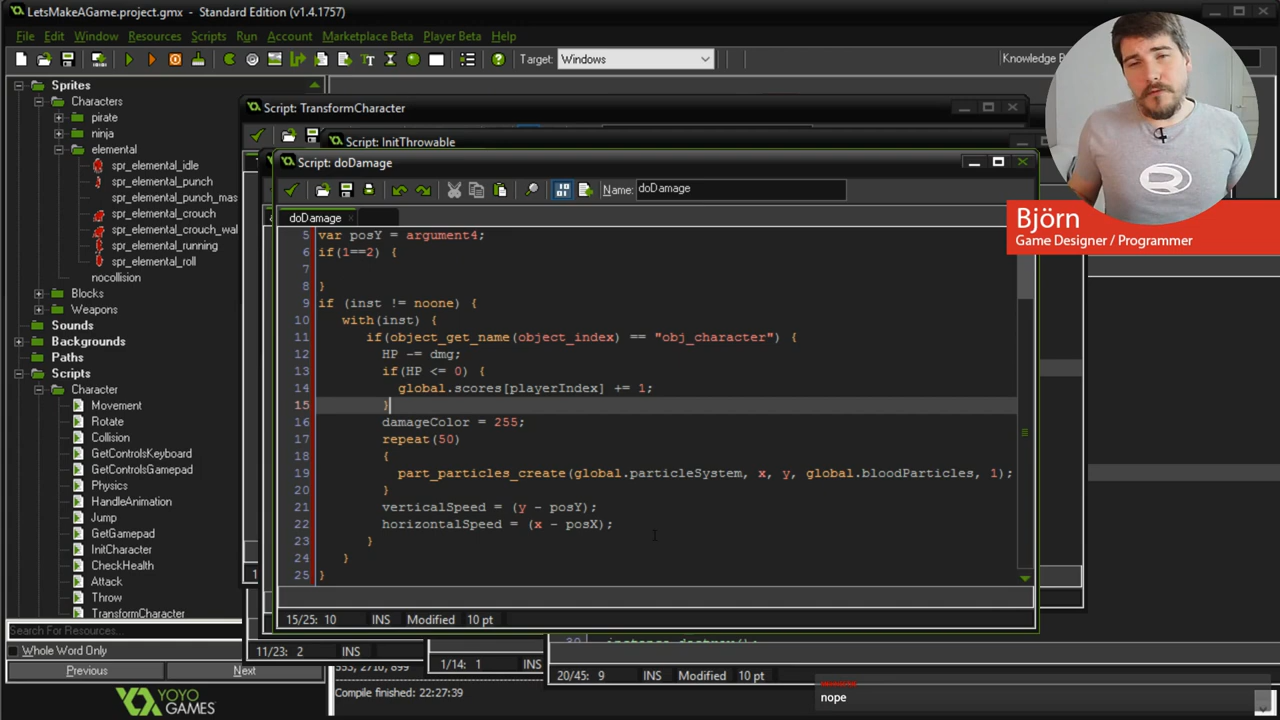 LetsMakeAGame.project.gmx - Standard Edition (v1.4.1757)
File Edit Window Resources Scripts Run Account Marketplace Beta Player Beta Help
Target: Windows
Knowledge B
Sprites
Characters
pirate
ninja
elemental
spr_elemental_idle
spr_elemental_punch
spr_elemental_punch_mas
spr_elemental_crouch
spr_elemental_crouch_wal
spr_elemental_running
spr_elemental_roll
nocollision
Blocks
Weapons
Sounds
Backgrounds
Paths
Scripts
Character
Movement
Rotate
Collision
GetControlsKeyboard
GetControlsGamepad
Physics
HandleAnimation
Jump
GetGamepad
InitCharacter
CheckHealth
Attack
Throw
TransformCharacter
Search For Resources...
Whole Word Only
Previous Next
YOYO
GAMES
Script: TransformCharacter
Script: InitThrowable
Script: doDamage
Name: doDamage
doDamage
5 var posY = argument4;
6 if(1==2) {
7
8 }
9 if (inst != noone) {
10 with(inst) {
11 if(object_get_name(object_index) == "obj_character") {
12 HP -= dmg;
13 if(HP <= 0) {
14 global.scores[playerIndex] += 1;
15 }
16 damageColor = 255;
17 repeat(50)
18 {
19 part_particles_create(global.particleSystem, x, y, global.bloodParticles, 1);
20 }
21 verticalSpeed = (y - posY);
22 horizontalSpeed = (x - posX);
23 }
24 }
25 }
15/25: 10 INS Modified 10 pt
11/23: 2 INS
1/14: 1 INS
20/45: 9 INS Modified 10 pt
Compile finished: 22:27:39
Björn
Game Designer / Programmer
nope